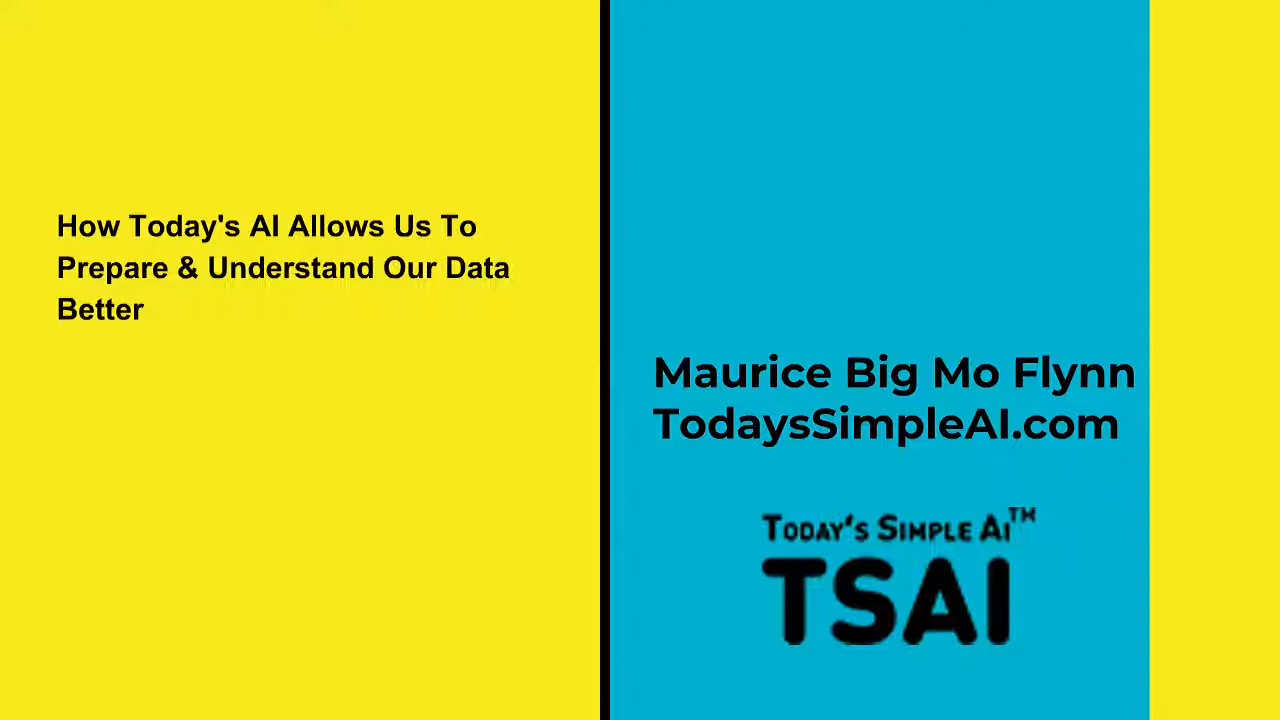 How Today's AI Allows Us To
Prepare & Understand Our Data
Better
Maurice Big Mo Flynn
TodaysSimpleAI.com
TODAY'S SIMPLE AI™
TSAI